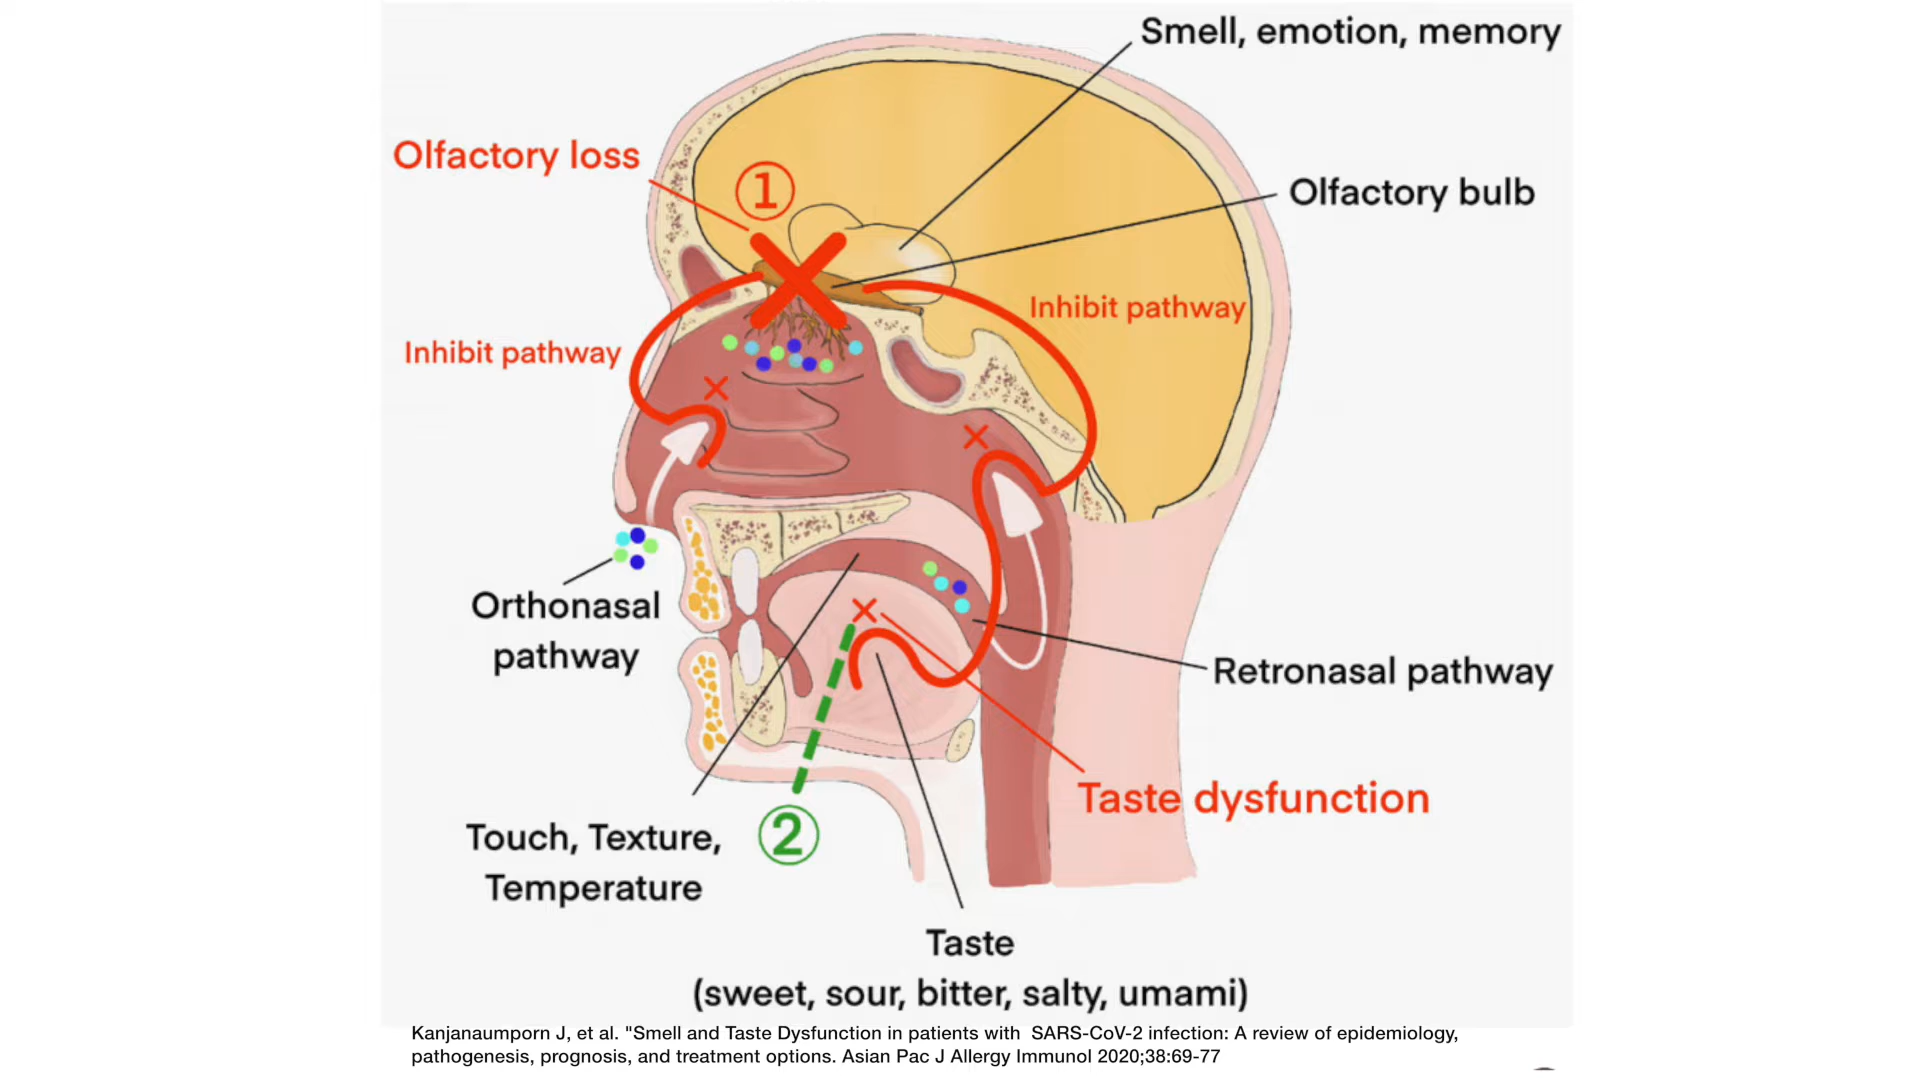 Smell, emotion, memory
Olfactory loss
1
Olfactory bulb
Inhibit pathway
Inhibit pathway
Orthonasal
pathway
Retronasal pathway
Taste dysfunction
Touch, Texture,
Temperature
2
Taste
(sweet, sour, bitter, salty, umami)
Kanjanaumporn J, et al. "Smell and Taste Dysfunction in patients with SARS-CoV-2 infection: A review of epidemiology,
pathogenesis, prognosis, and treatment options. Asian Pac J Allergy Immunol 2020;38:69-77